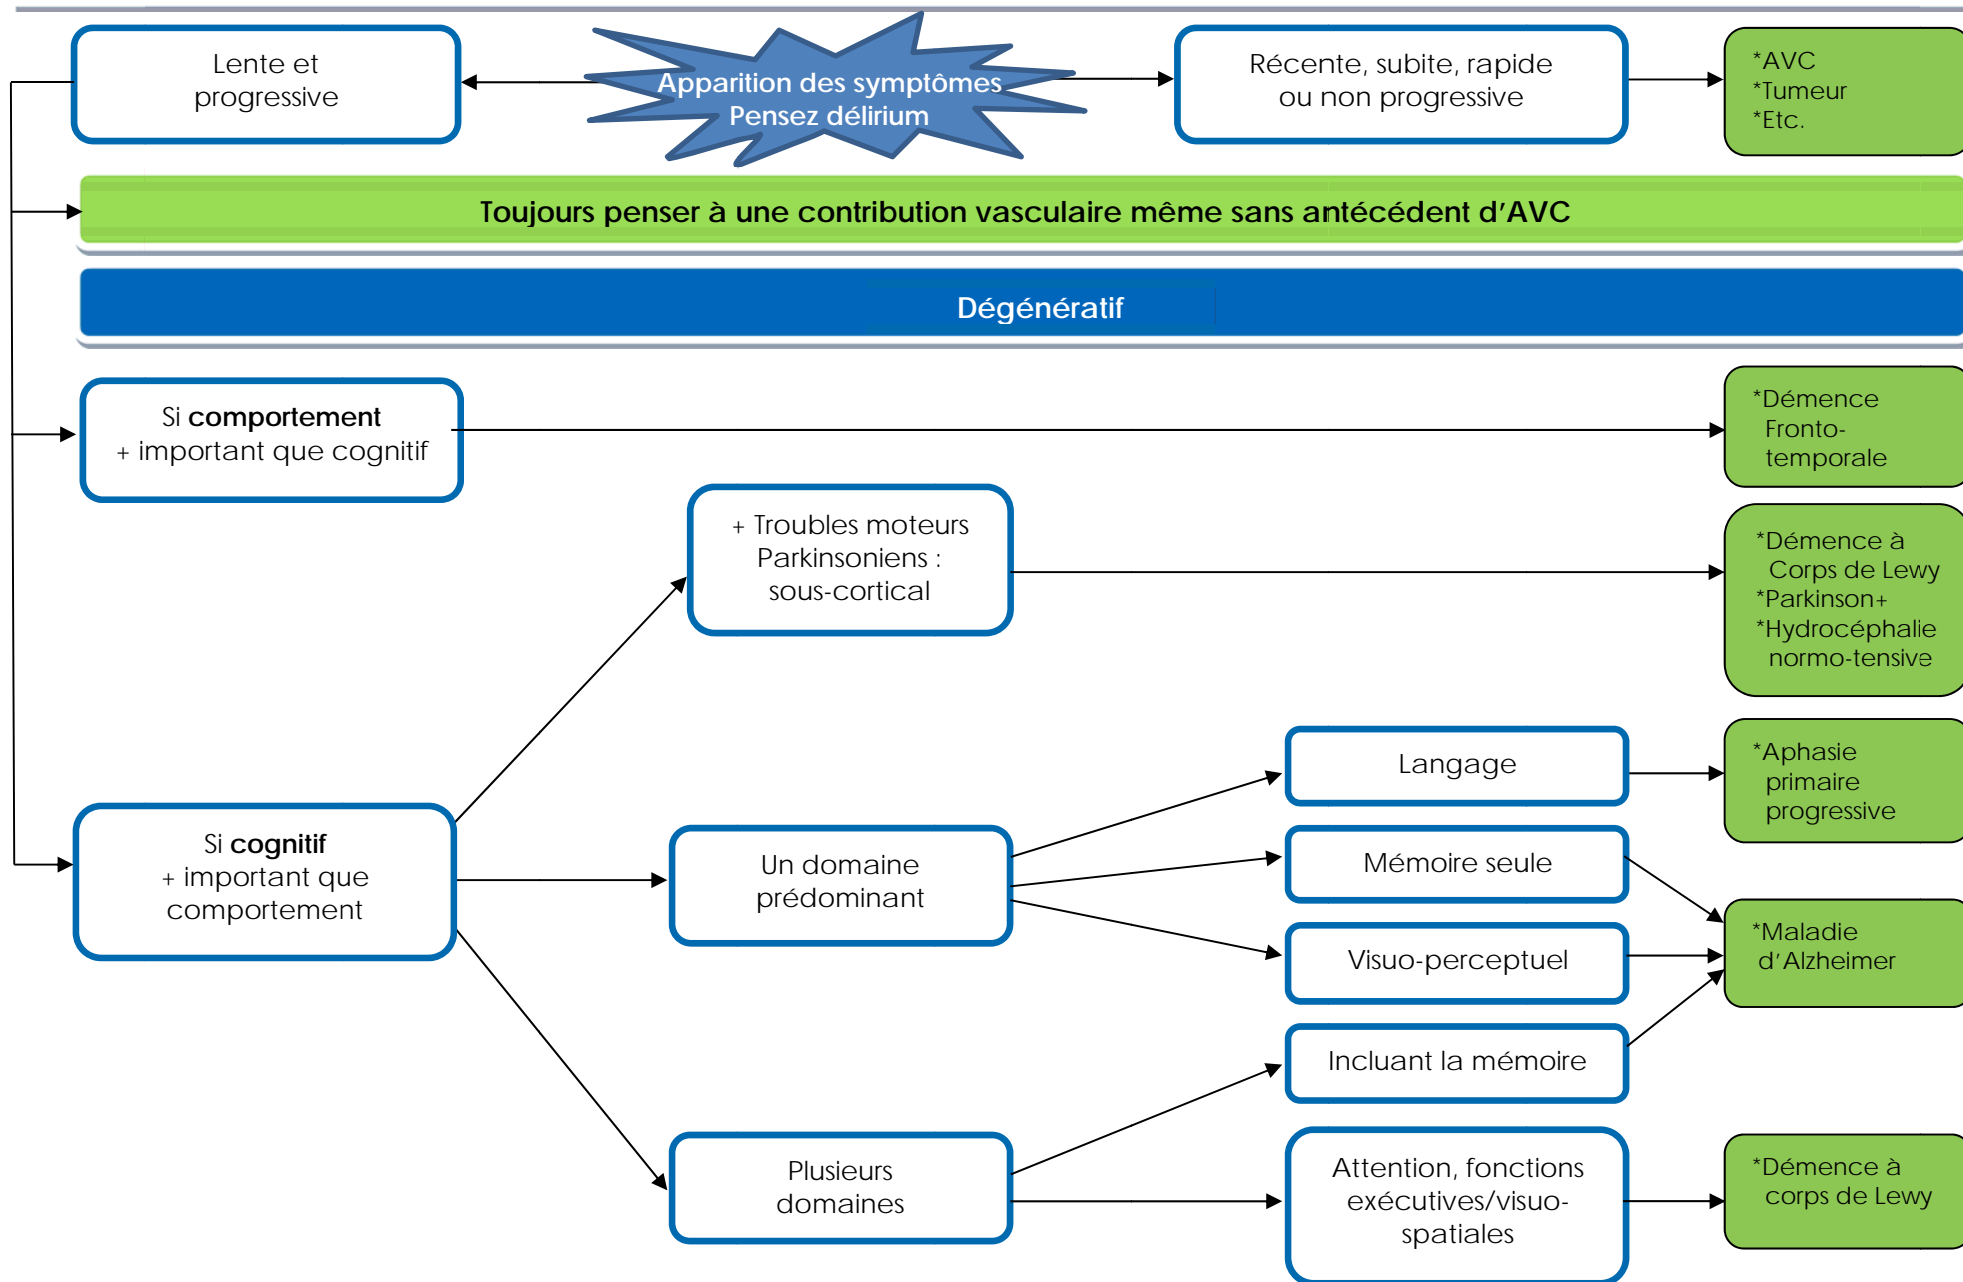 Lente et
progressive
Apparition des symptômes
Pensez délirium
Récente, subite, rapide
ou non progressive
*AVC
*Tumeur
*Etc.
Toujours penser à une contribution vasculaire même sans antécédent d'AVC
Dégénératif
Si comportement
+ important que cognitif
*Démence
Fronto-
temporale
+ Troubles moteurs
Parkinsoniens :
sous-cortical
*Démence à
Corps de Lewy
*Parkinson+
*Hydrocéphalie
normo-tensive
Si cognitif
+ important que
comportement
Un domaine
prédominant
Langage
*Aphasie
primaire
progressive
Mémoire seule
Visuo-perceptuel
*Maladie
d'Alzheimer
Incluant la mémoire
Plusieurs
domaines
Attention, fonctions
exécutives/visuo-
spatiales
*Démence à
corps de Lewy